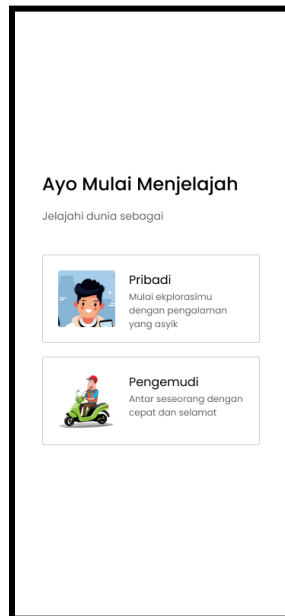 Ayo Mulai Menjelajah
Jelajahi dunia sebagai
Pribadi
Mulai ekplorasimu
dengan pengalaman
yang asyik
Pengemudi
Antar seseorang dengan
cepat dan selamat